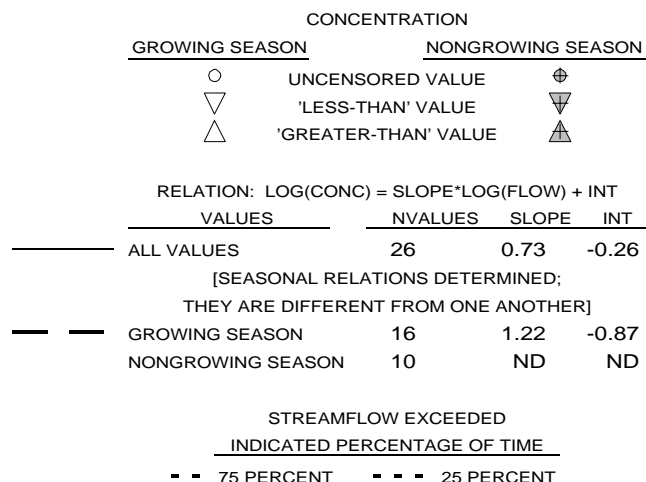 CONCENTRATION
GROWING SEASON NONGROWING SEASON
UNCENSORED VALUE
'LESS-THAN' VALUE
'GREATER-THAN' VALUE
RELATION: LOG(CONC) = SLOPE*LOG(FLOW) + INT
VALUES NVALUES SLOPE INT
ALL VALUES 26 0.73 -0.26
[SEASONAL RELATIONS DETERMINED;
THEY ARE DIFFERENT FROM ONE ANOTHER]
GROWING SEASON 16 1.22 -0.87
NONGROWING SEASON 10 ND ND
STREAMFLOW EXCEEDED
INDICATED PERCENTAGE OF TIME
75 PERCENT 25 PERCENT